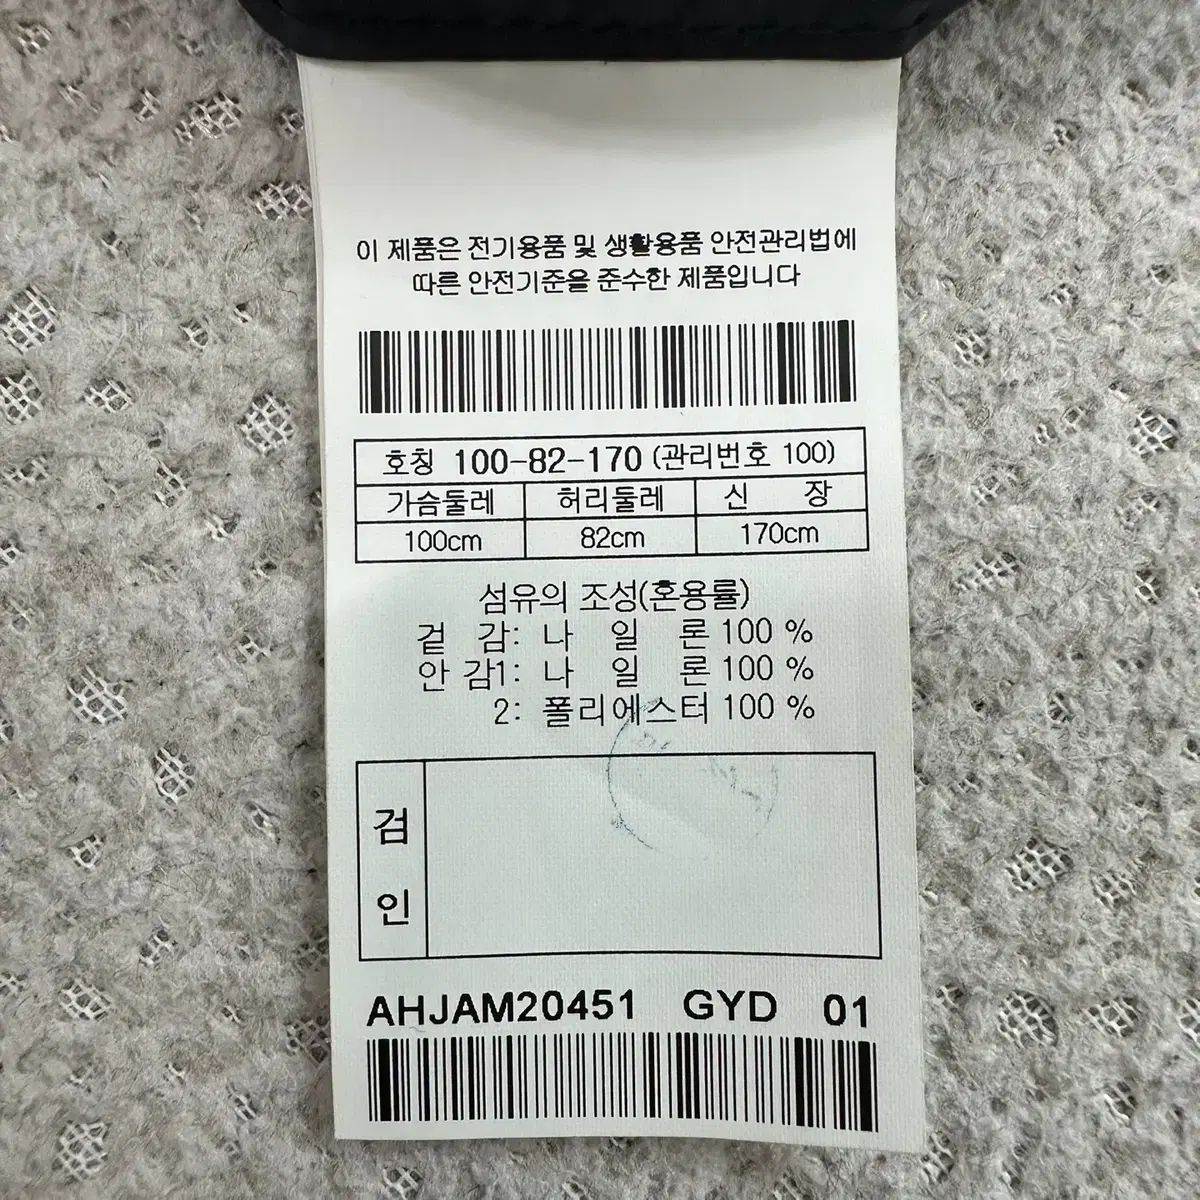 이 제품은 전기용품 및 생활용품 안전관리법에
따른 안전기준을 준수한 제품입니다
호칭 100-82-170 (관리번호 100)
가슴둘레 허리둘레 신 장
100cm 82cm 170cm
섬유의 조성(혼용률)
겉 감: 나 일 론 100 %
안 감1: 나 일 론 100 %
2: 폴리에스터 100 %
검
인
AHJAM20451 GYD 01